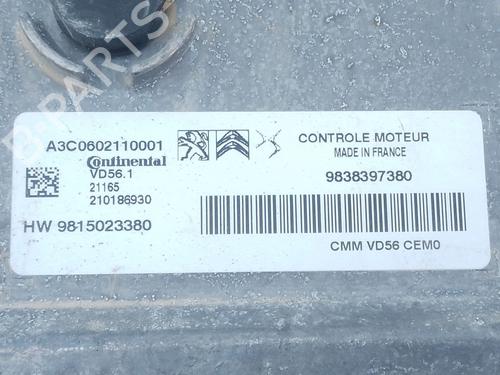 A3C0602110001
Continental
VD56.1
21165
210186930
HW 9815023380
CONTROLE MOTEUR
MADE IN FRANCE
9838397380
CMM VD56 CEM0
B-PARTS